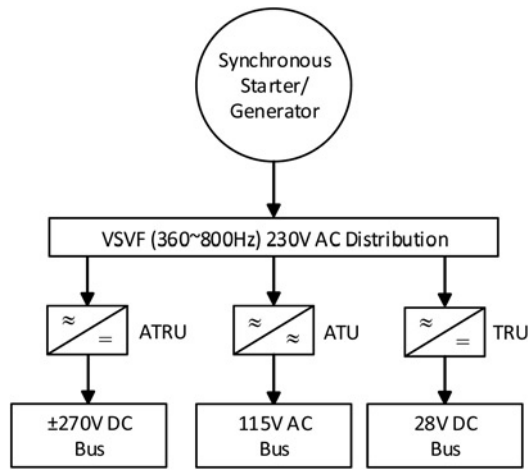 Synchronous
Starter/
Generator
VSVF (360~800Hz) 230V AC Distribution
≈
=
ATRU
≈
≈
ATU
≈
=
TRU
±270V DC
Bus
115V AC
Bus
28V DC
Bus